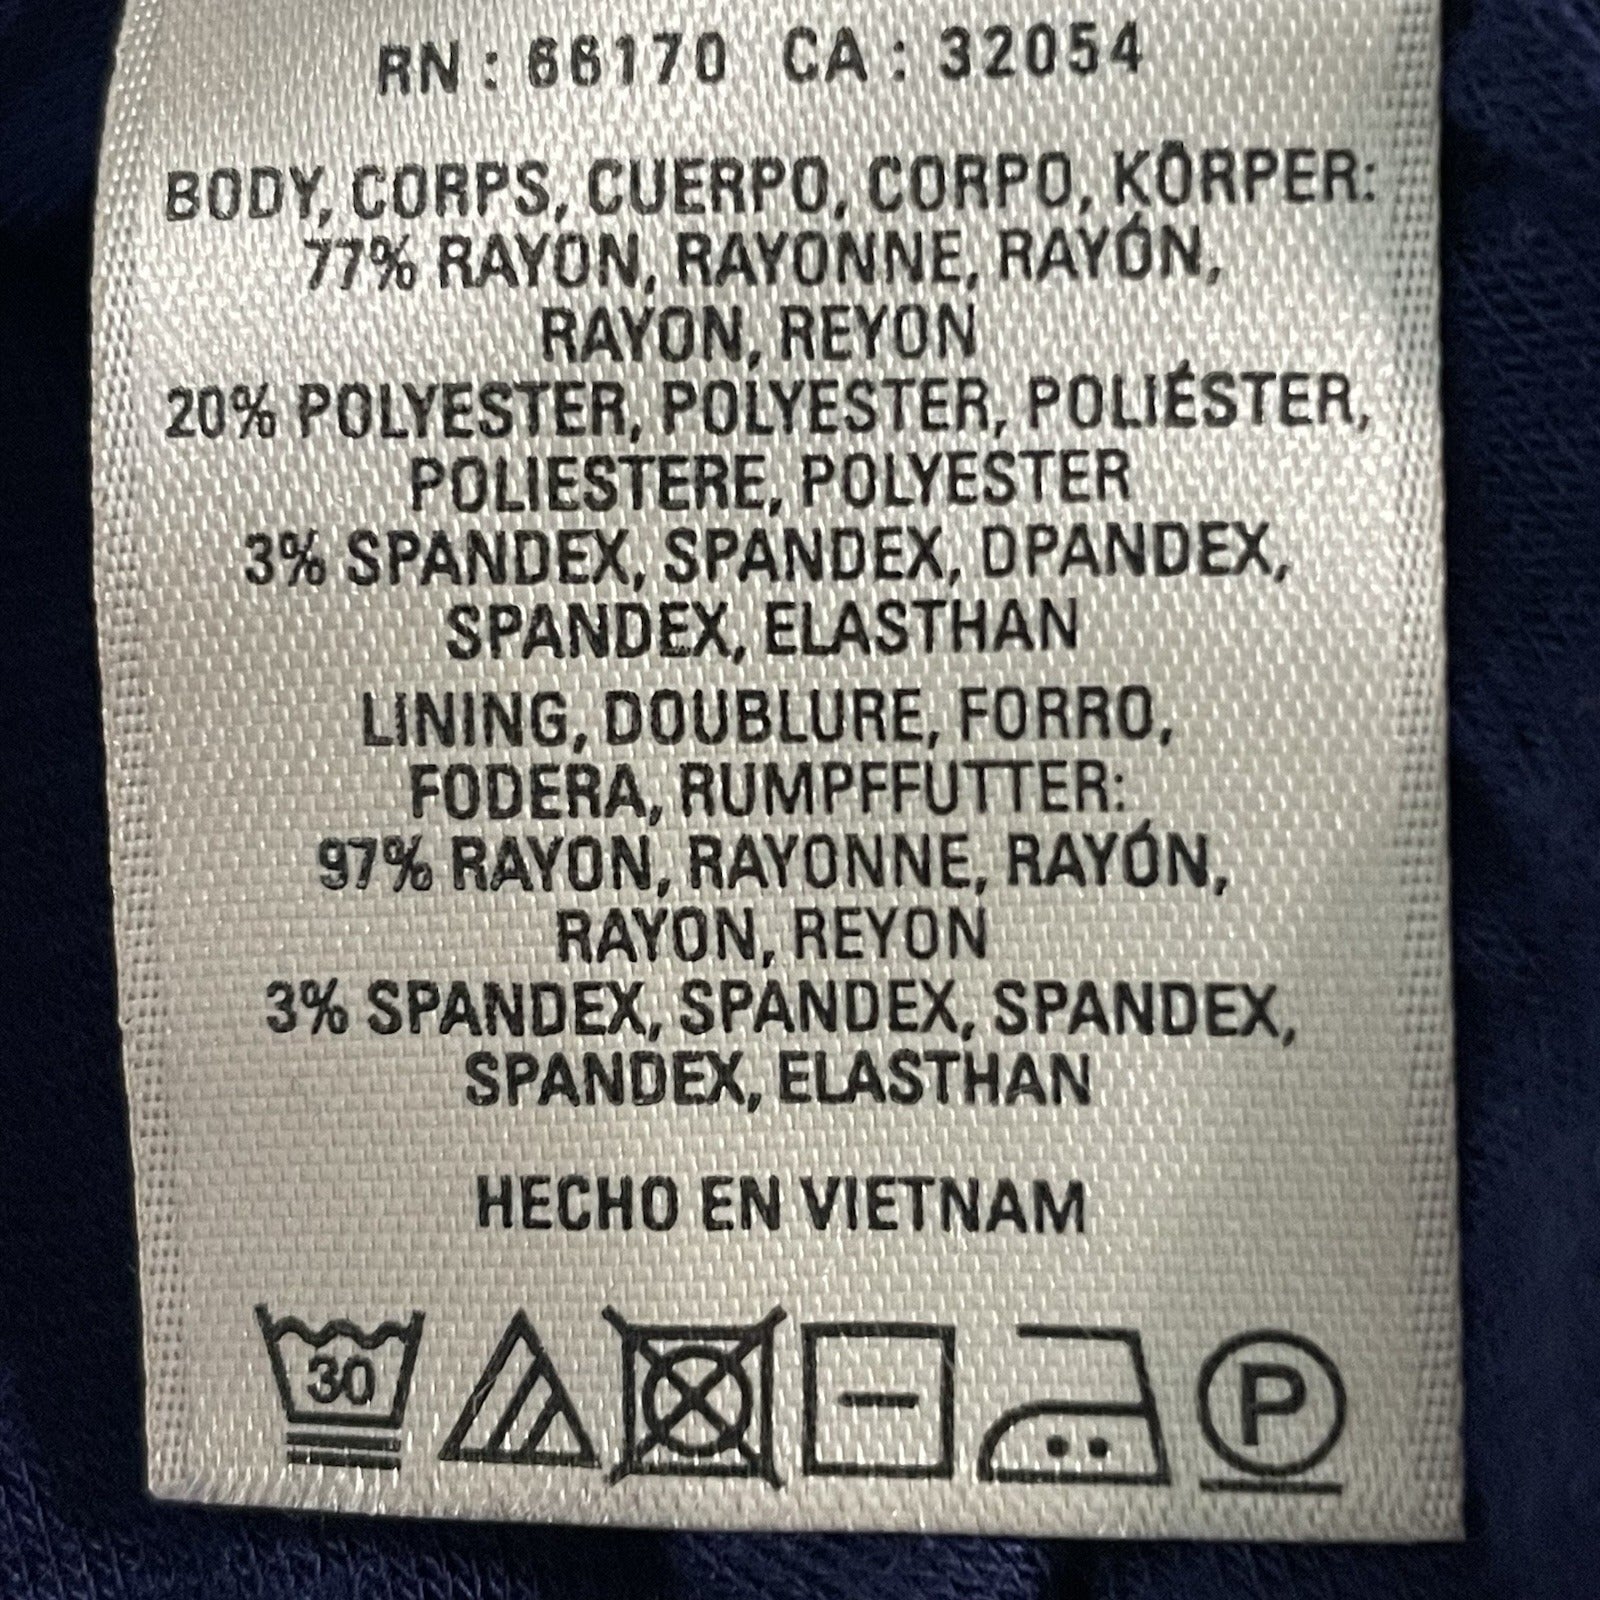 RN : 66170 CA : 32054
BODY, CORPS, CUERPO, CORPO, KÖRPER:
77% RAYON, RAYONNE, RAYÓN,
RAYON, REYON
20% POLYESTER, POLYESTER, POLIÉSTER,
POLIESTERE, POLYESTER
3% SPANDEX, SPANDEX, DPANDEX,
SPANDEX, ELASTHAN
LINING, DOUBLURE, FORRO,
FODERA, RUMPFFUTTER:
97% RAYON, RAYONNE, RAYÓN,
RAYON, REYON
3% SPANDEX, SPANDEX, SPANDEX,
SPANDEX, ELASTHAN
HECHO EN VIETNAM
30 P